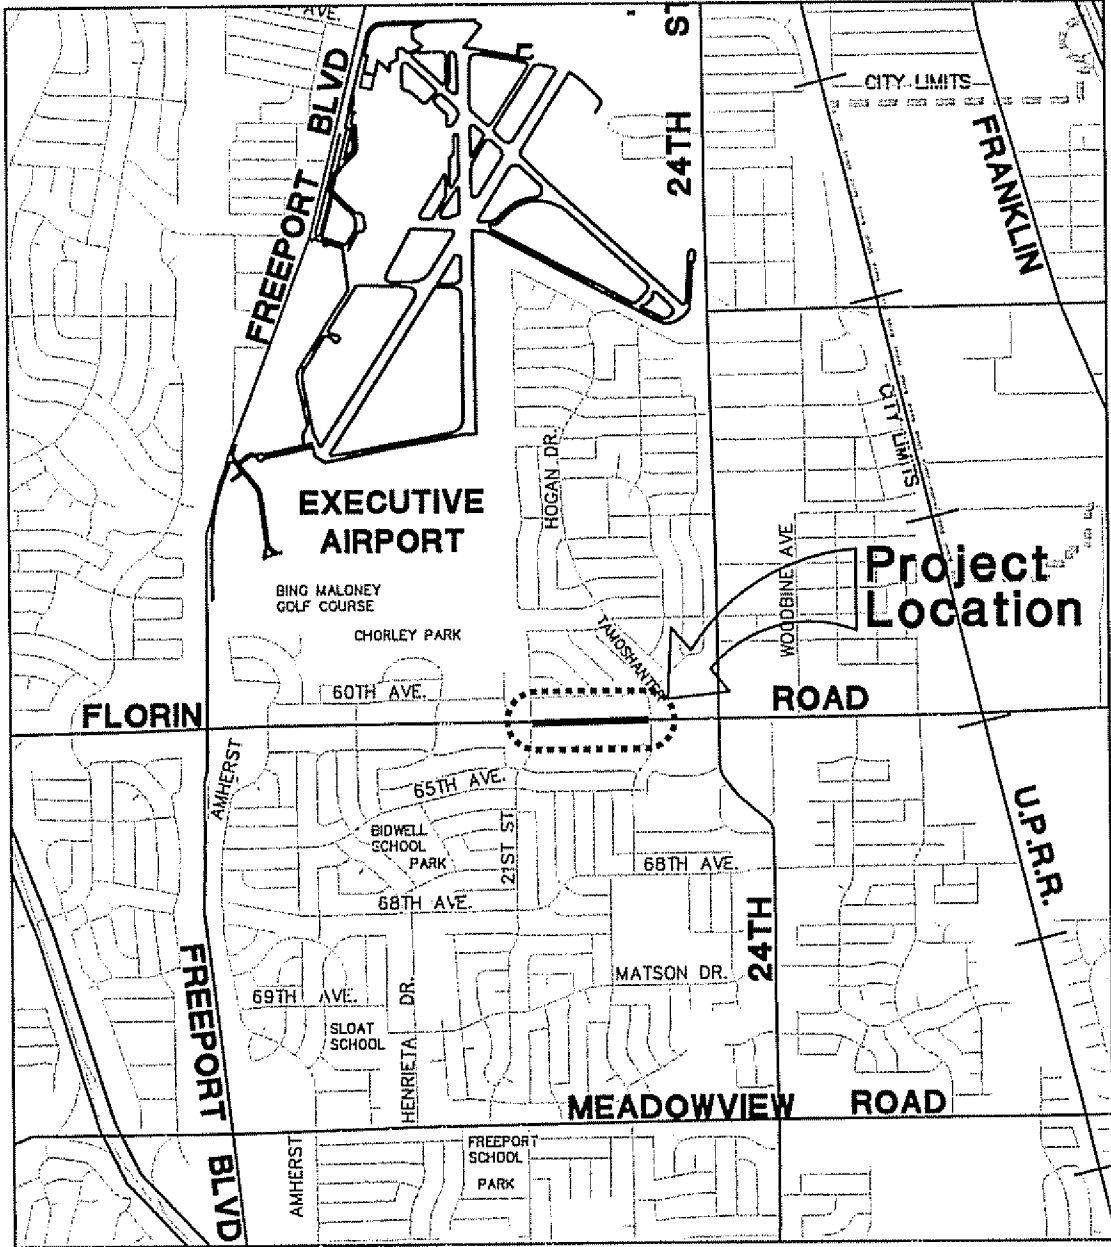 AVE.
ST
24TH
FREEPORT BLVD
CITY LIMITS
FRANKLIN
CITY LIMITS
HOGAN DR.
EXECUTIVE
AIRPORT
WOODBINE AVE
Project
Location
BING MALONEY
GOLF COURSE
CHORLEY PARK
TAMOSHANTER
60TH AVE.
FLORIN
ROAD
AMHERST
65TH AVE.
U.P.R.R.
BIDWELL
SCHOOL
PARK
21ST ST
68TH AVE.
68TH AVE.
24TH
MATSON DR.
69TH AVE.
SLOAT
SCHOOL
HENRIETA DR.
FREEPORT BLVD
MEADOWVIEW ROAD
AMHERST
FREEPORT
SCHOOL
PARK